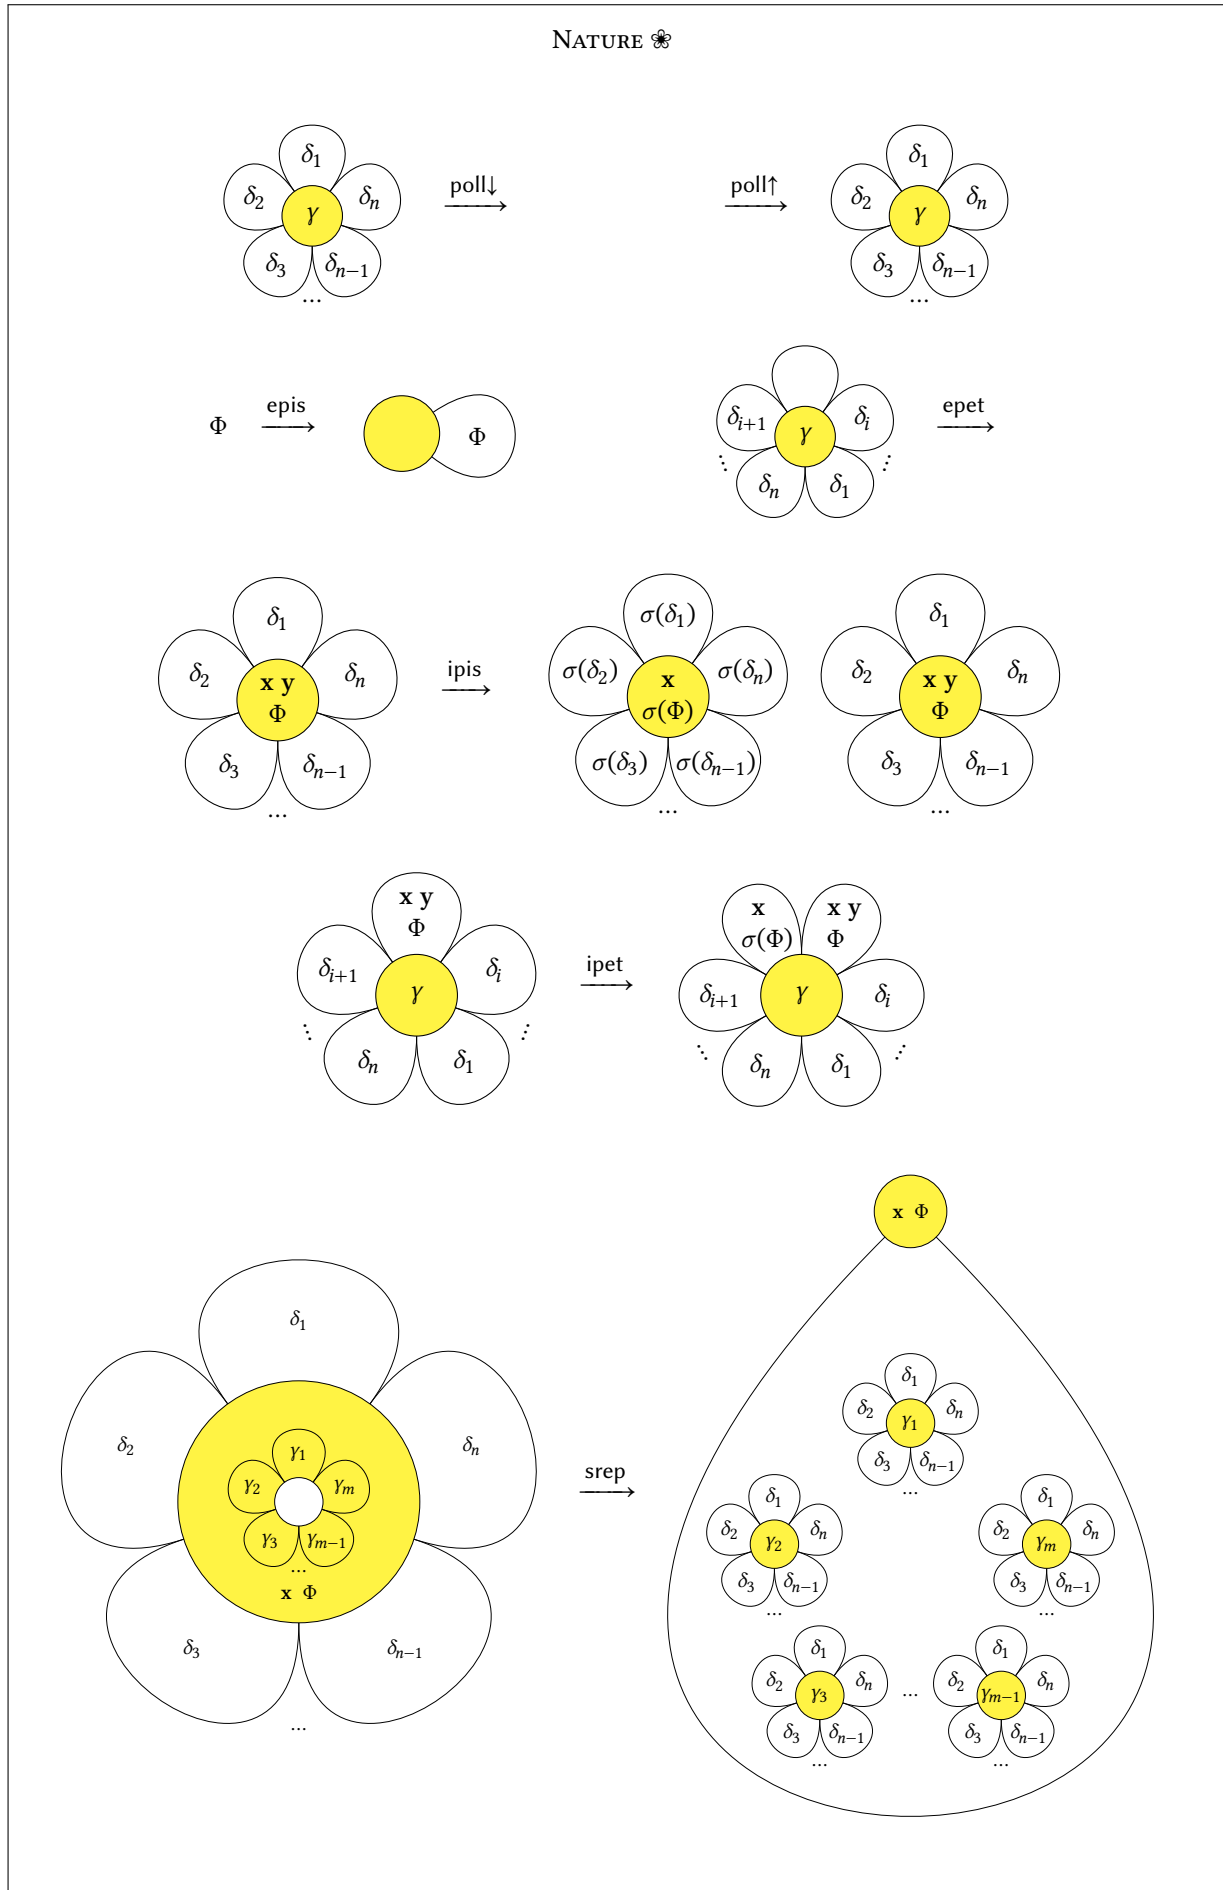 NATURE ❀
δ₁ δ₁
δ₂ γ δₙ poll↓ poll↑ δ₂ γ δₙ
δ₃ δₙ₋₁ δ₃ δₙ₋₁
... ...
Φ epis Φ δᵢ₊₁ γ δᵢ epet
⋮ δₙ δ₁ ⋮
δ₁ σ(δ₁) δ₁
δ₂ x y δₙ ipis σ(δ₂) x σ(δₙ) δ₂ x y δₙ
Φ σ(Φ) Φ
δ₃ δₙ₋₁ σ(δ₃) σ(δₙ₋₁) δ₃ δₙ₋₁
... ... ...
x y x x y
Φ σ(Φ) Φ
δᵢ₊₁ γ δᵢ ipet δᵢ₊₁ γ δᵢ
⋮ ⋮ ⋮ ⋮
δₙ δ₁ δₙ δ₁
x Φ
δ₁
δ₁
δ₂ γ₁ δₙ
δ₂ δₙ
γ₁ δ₃ δₙ₋₁
γ₂ γₘ srep ...
γ₃ γₘ₋₁ δ₁ δ₁
... δ₂ γ₂ δₙ δ₂ γₘ δₙ
x Φ δ₃ δₙ₋₁ δ₃ δₙ₋₁
... ...
δ₃ δₙ₋₁ δ₁ δ₁
δ₂ γ₃ δₙ ... δ₂ γₘ₋₁ δₙ
... δ₃ δₙ₋₁ δ₃ δₙ₋₁
... ...